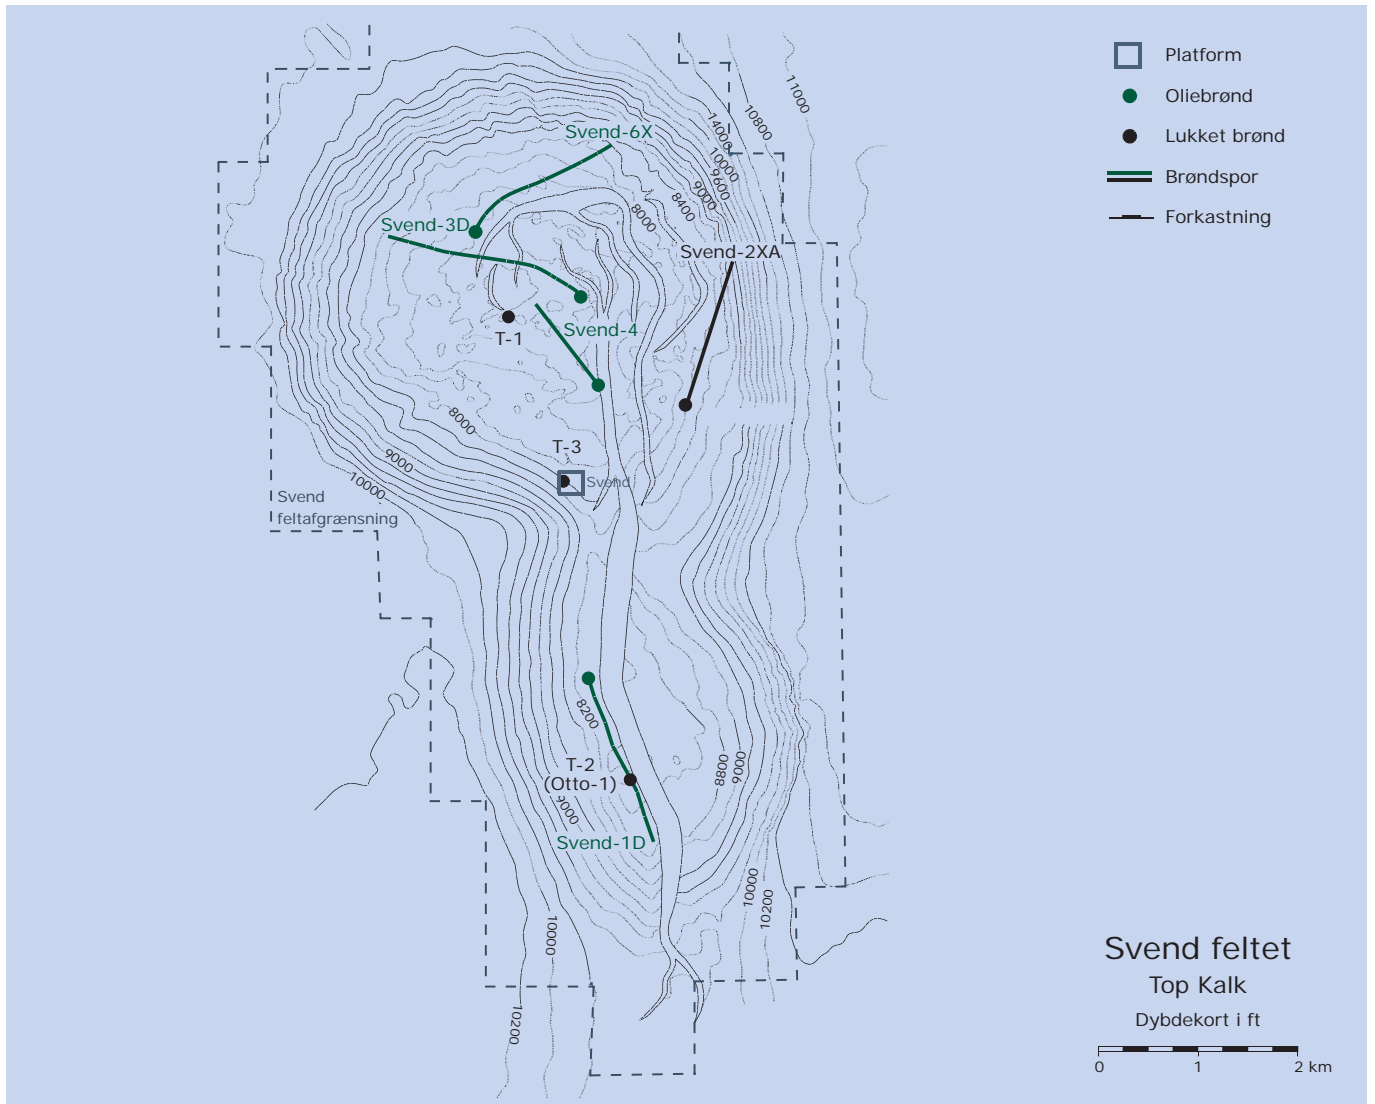 Platform
Oliebrønd
Lukket brønd
Brøndspor
Forkastning
11000
10800
14000
10000
9600
9000
8400
8000
Svend-6X
Svend-3D
Svend-2XA
Svend-4
T-1
8000
9000
10000
T-3
Svend
Svend
feltafgrænsning
8200
T-2
(Otto-1)
9000
8800
9000
Svend-1D
10000
10200
10000
10200
Svend feltet
Top Kalk
Dybdekort i ft
0 1 2 km